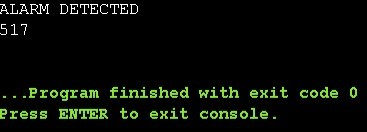 ALARM DETECTED
517
...Program finished with exit code 0
Press ENTER to exit console.